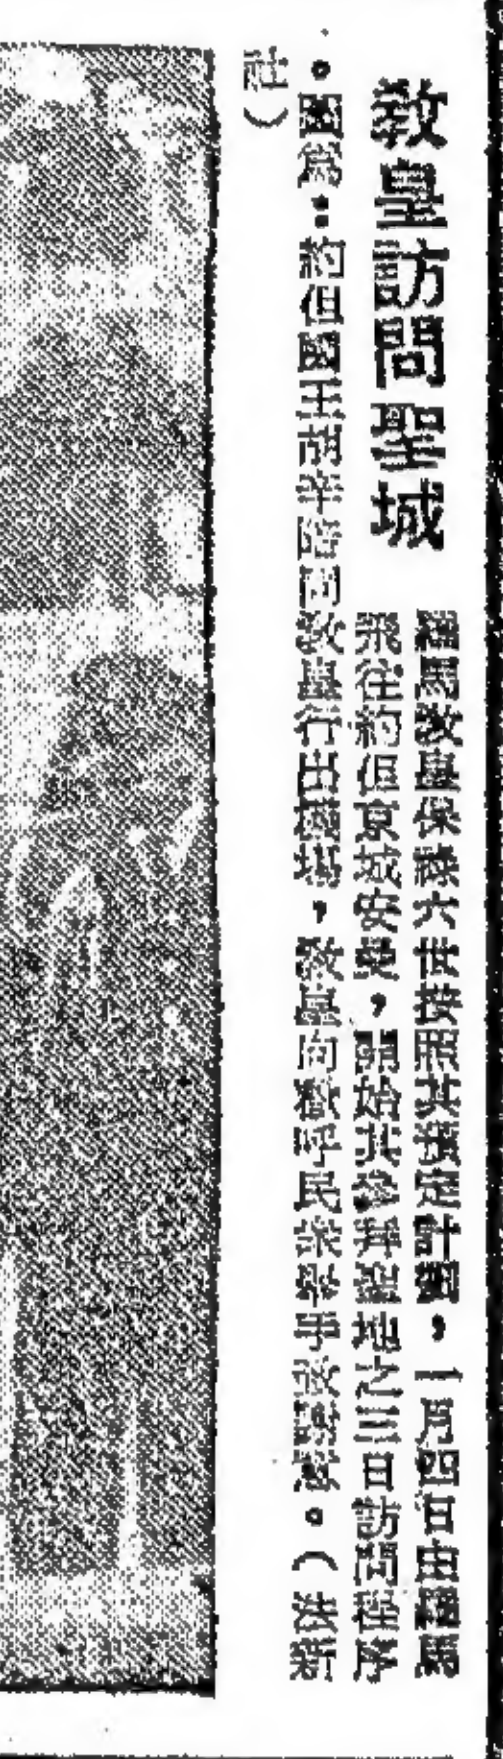 教皇訪問聖城
羅馬教皇保祿六世按照其預定計劃，一月四日由羅馬
飛往約但京城安曼，開始其參拜聖地之三日訪問程序
。圖為：約但國王胡辛陪同教皇行出機場，教皇向歡呼民眾舉手致謝。（法新
社）